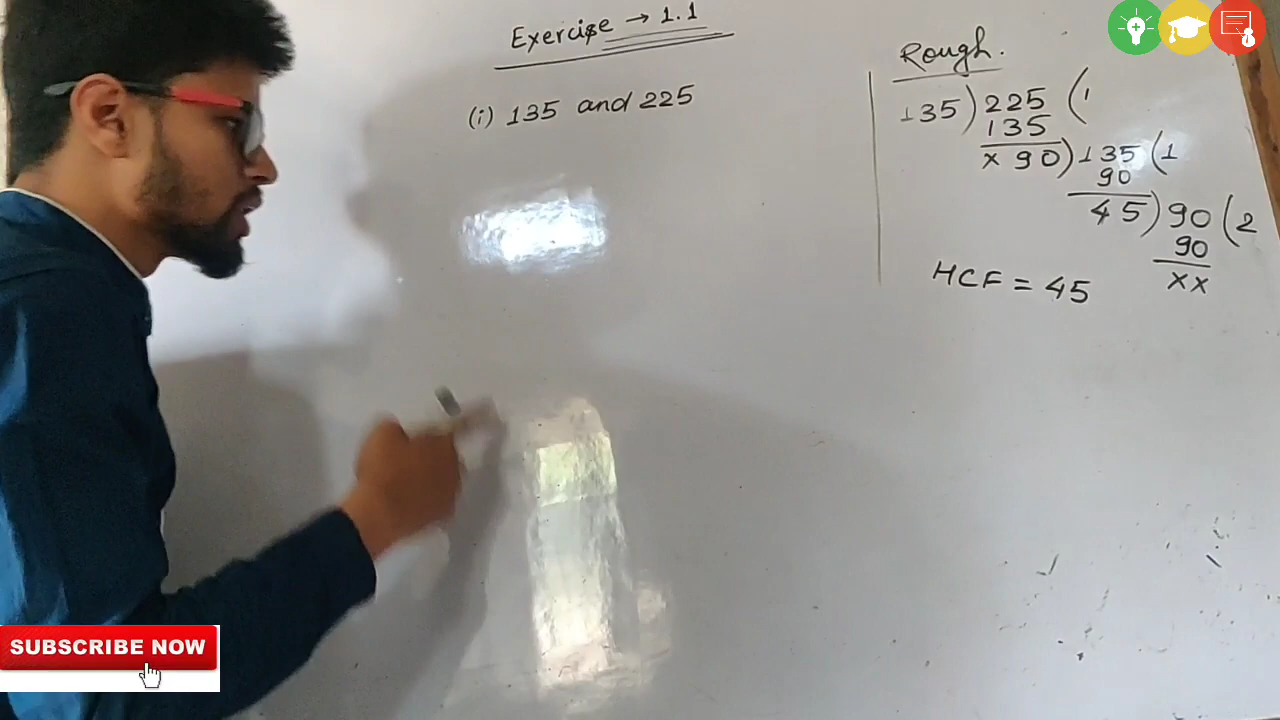 Exercise → 1.1
(i) 135 and 225
Rough.
135)225(1
135
x 90)135(1
90
45)90(2
90
xx
HCF = 45
SUBSCRIBE NOW